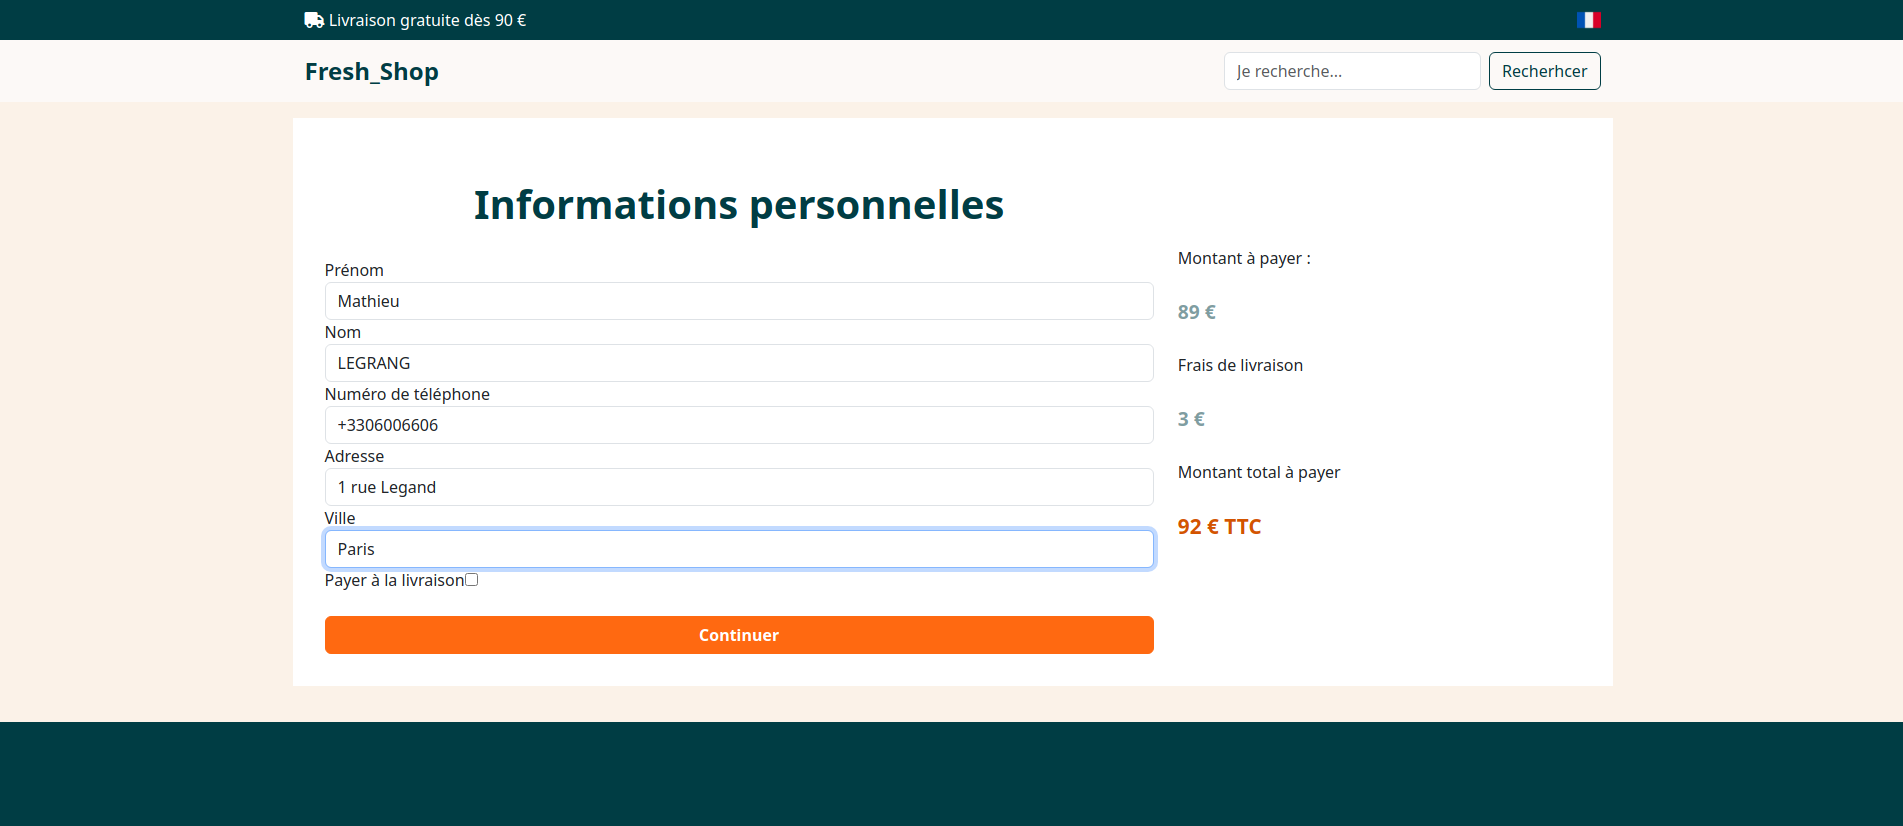 Livraison gratuite dès 90 €
Fresh_Shop
Je recherche...
Recherhcer
Informations personnelles
Prénom
Mathieu
Nom
LEGRANG
Numéro de téléphone
+3306006606
Adresse
1 rue Legand
Ville
Paris
Payer à la livraison
Continuer
Montant à payer :
89 €
Frais de livraison
3 €
Montant total à payer
92 € TTC